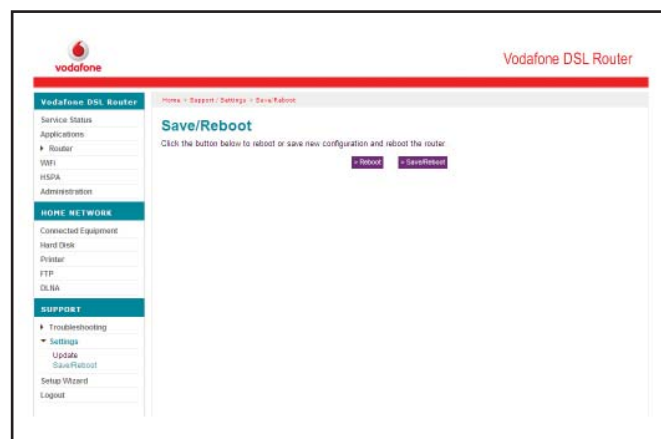 vodafone
Vodafone DSL Router
Vodafone DSL Router
Service Status
Applications
Router
WiFi
HSPA
Administration
HOME NETWORK
Connected Equipment
Hard Disk
Printer
FTP
DLNA
SUPPORT
Troubleshooting
Settings
Update
Save/Reboot
Setup Wizard
Logout
Home > Support / Settings > Save/Reboot
Save/Reboot
Click the button below to reboot or save new configuration and reboot the router.
» Reboot » Save/Reboot